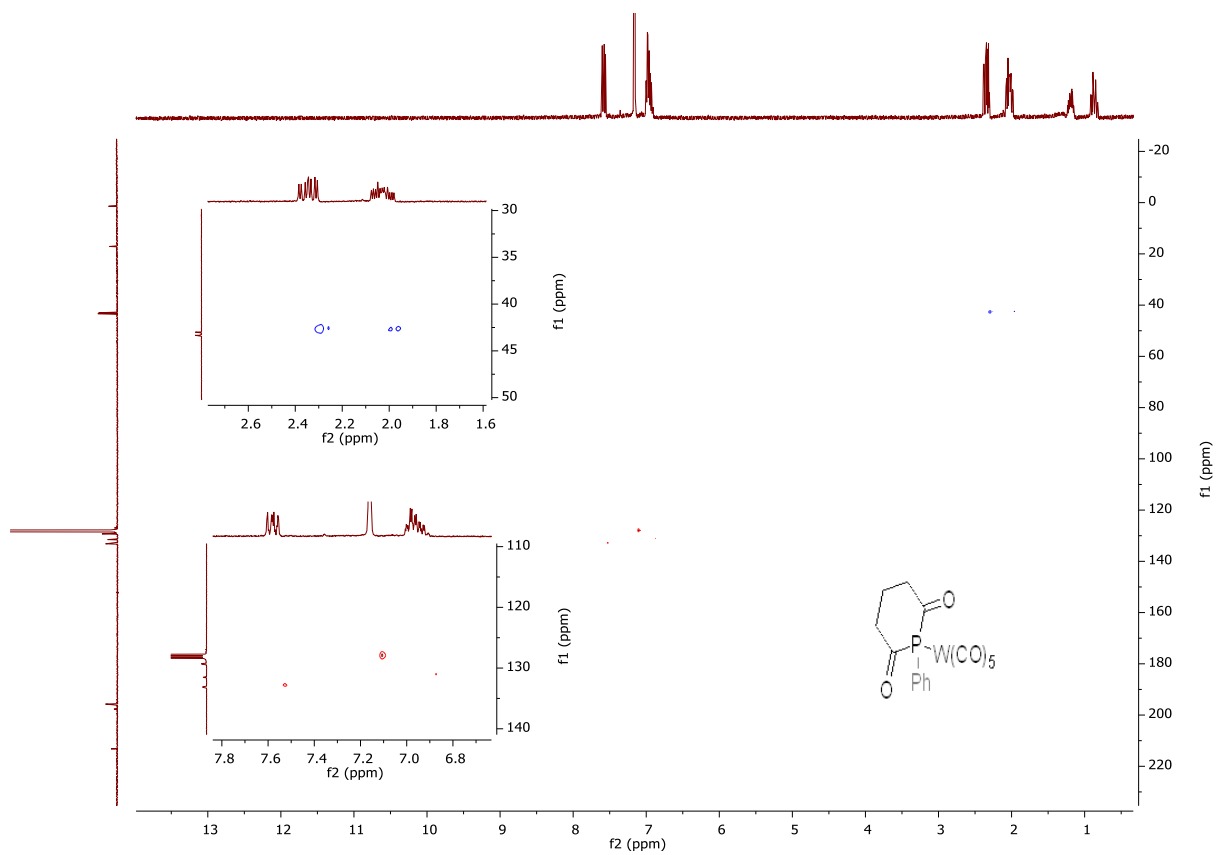 -20
0
20
40
60
80
100
120
140
160
180
200
220
f1 (ppm)
30
35
40
45
50
f1 (ppm)
2.6 2.4 2.2 2.0 1.8 1.6
f2 (ppm)
110
120
130
140
f1 (ppm)
7.8 7.6 7.4 7.2 7.0 6.8
f2 (ppm)
O
P
W(CO)5
Ph
O
13 12 11 10 9 8 7 6 5 4 3 2 1
f2 (ppm)